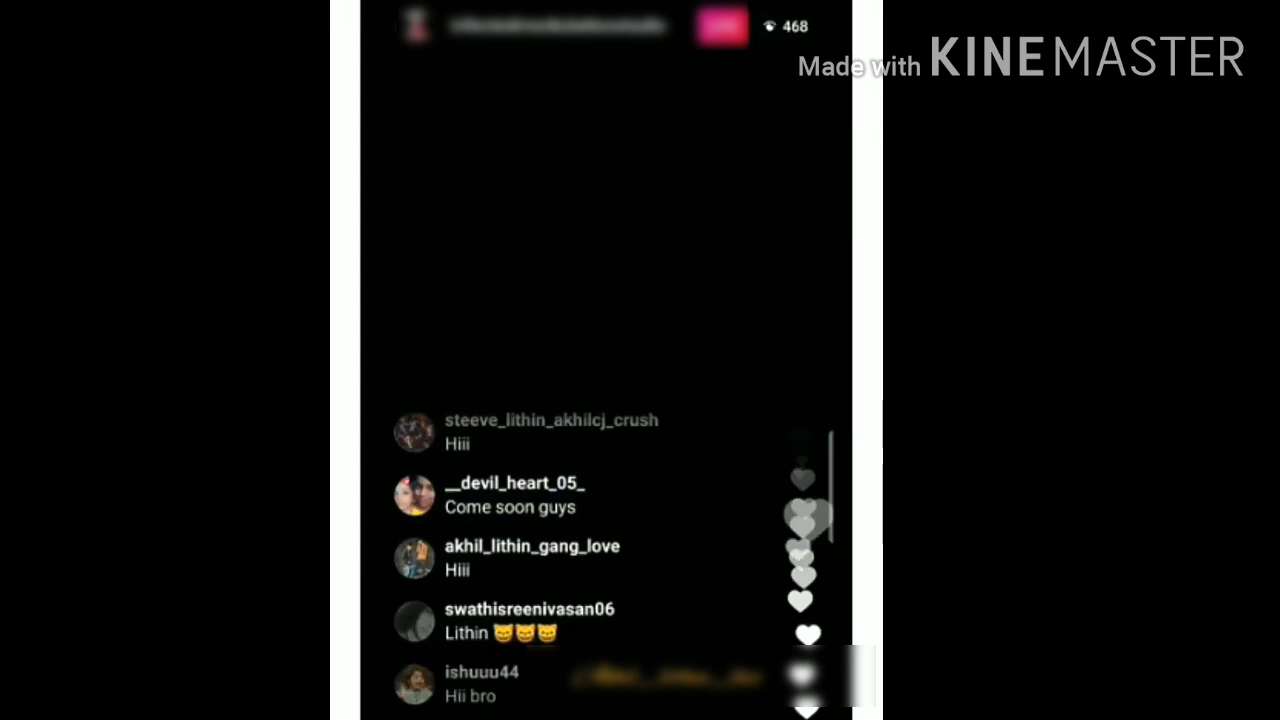 468
Made with KINEMASTER
steeve_lithin_akhilcj_crush
Hiii
__devil_heart_05_
Come soon guys
akhil_lithin_gang_love
Hiii
swathisreenivasan06
Lithin 😺😺😺
ishuuu44
Hii bro